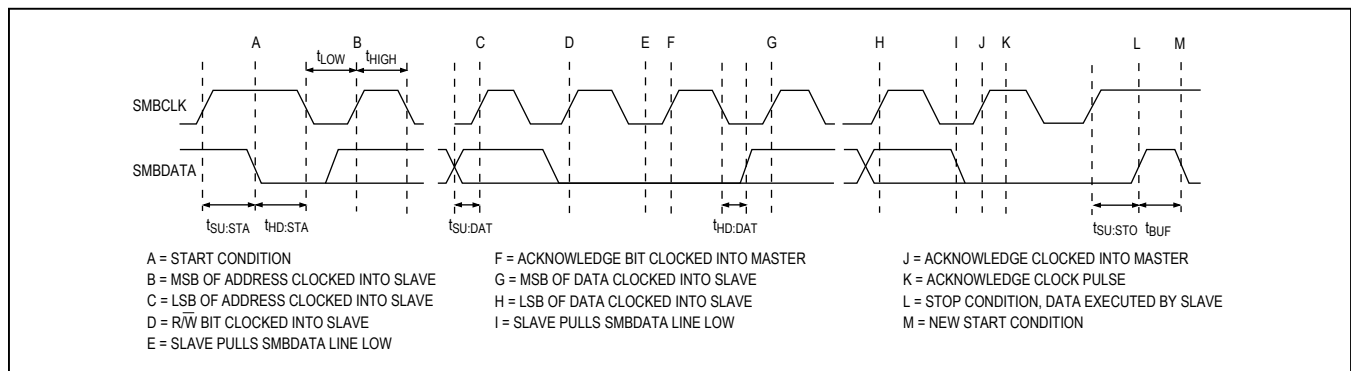 A B C D E F G H I J K L M
tLOW tHIGH
SMBCLK
SMBDATA
tSU:STA tHD:STA tSU:DAT tHD:DAT tSU:STO tBUF
A = START CONDITION
B = MSB OF ADDRESS CLOCKED INTO SLAVE
C = LSB OF ADDRESS CLOCKED INTO SLAVE
D = R/W̅ BIT CLOCKED INTO SLAVE
E = SLAVE PULLS SMBDATA LINE LOW
F = ACKNOWLEDGE BIT CLOCKED INTO MASTER
G = MSB OF DATA CLOCKED INTO SLAVE
H = LSB OF DATA CLOCKED INTO SLAVE
I = SLAVE PULLS SMBDATA LINE LOW
J = ACKNOWLEDGE CLOCKED INTO MASTER
K = ACKNOWLEDGE CLOCK PULSE
L = STOP CONDITION, DATA EXECUTED BY SLAVE
M = NEW START CONDITION